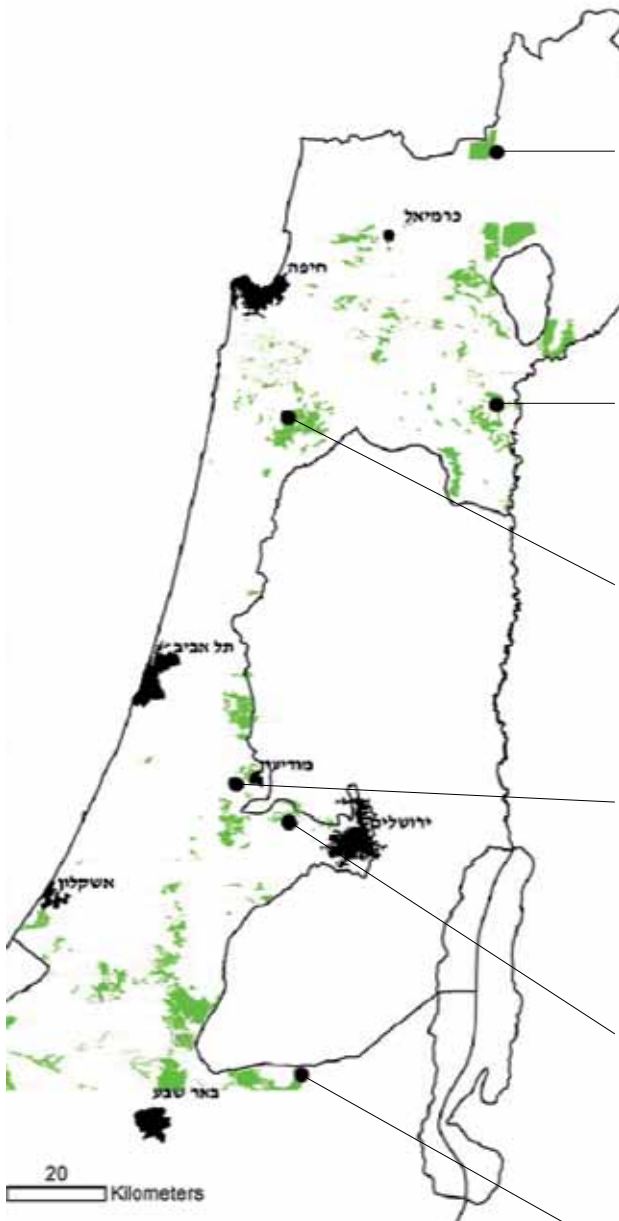 כרמיאל
חיפה
תל אביב
מודיעין
ירושלים
אשקלון
באר שבע
20
Kilometers